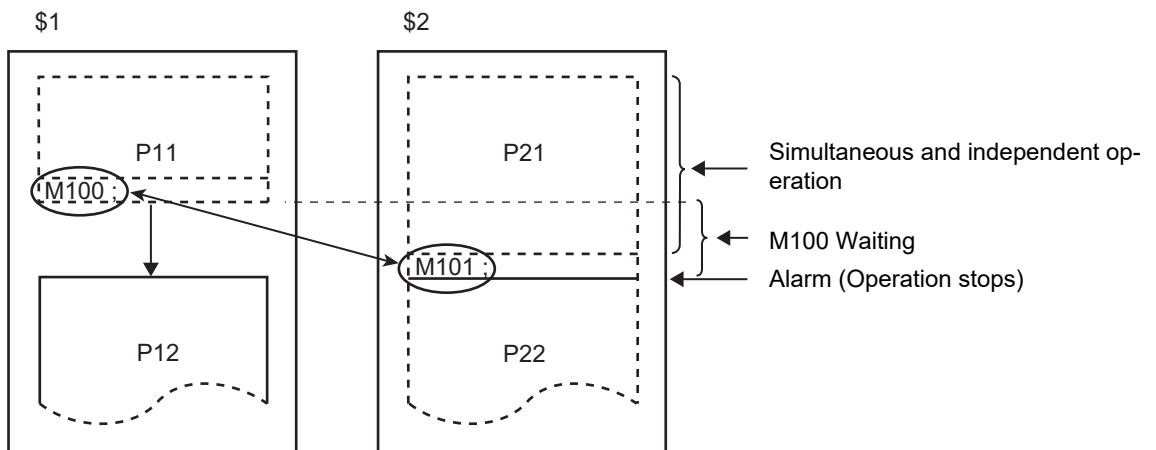 $1
$2
P11
P21
Simultaneous and independent op-
eration
M100 ;
M100 Waiting
M101 ;
Alarm (Operation stops)
P12
P22